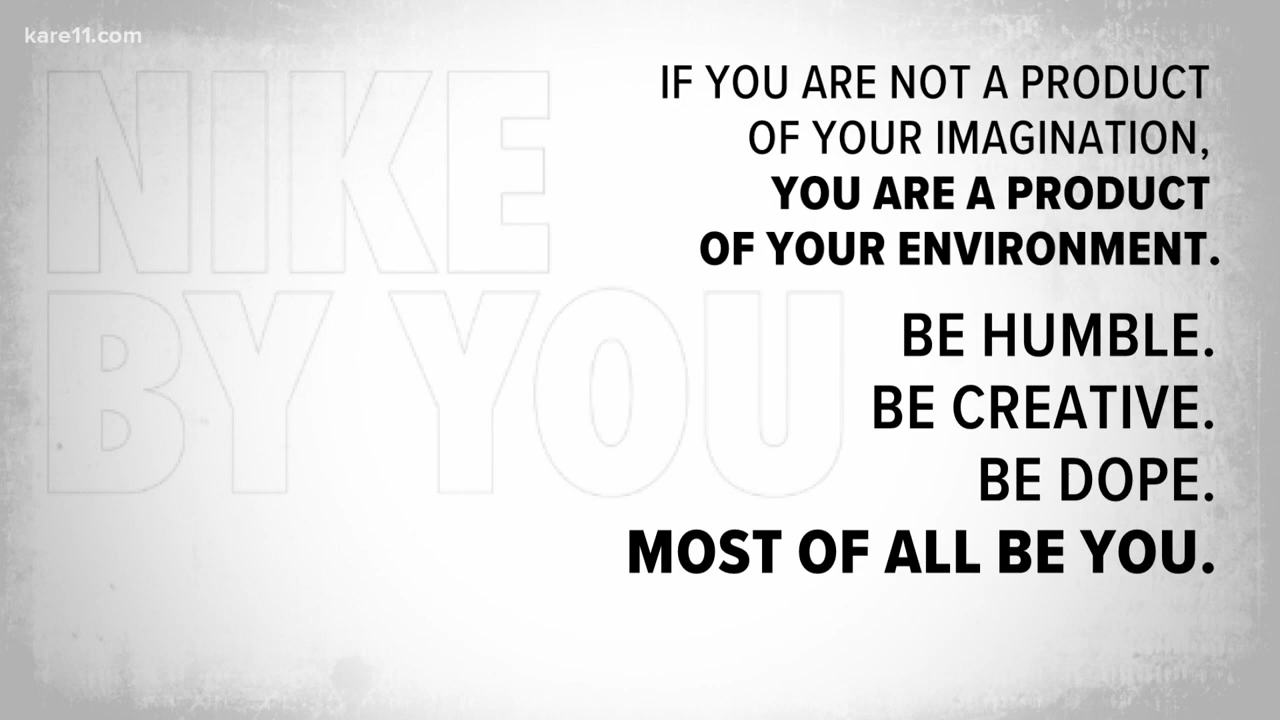 kare11.com
NIKE
BY YOU
IF YOU ARE NOT A PRODUCT
OF YOUR IMAGINATION,
YOU ARE A PRODUCT
OF YOUR ENVIRONMENT.
BE HUMBLE.
BE CREATIVE.
BE DOPE.
MOST OF ALL BE YOU.